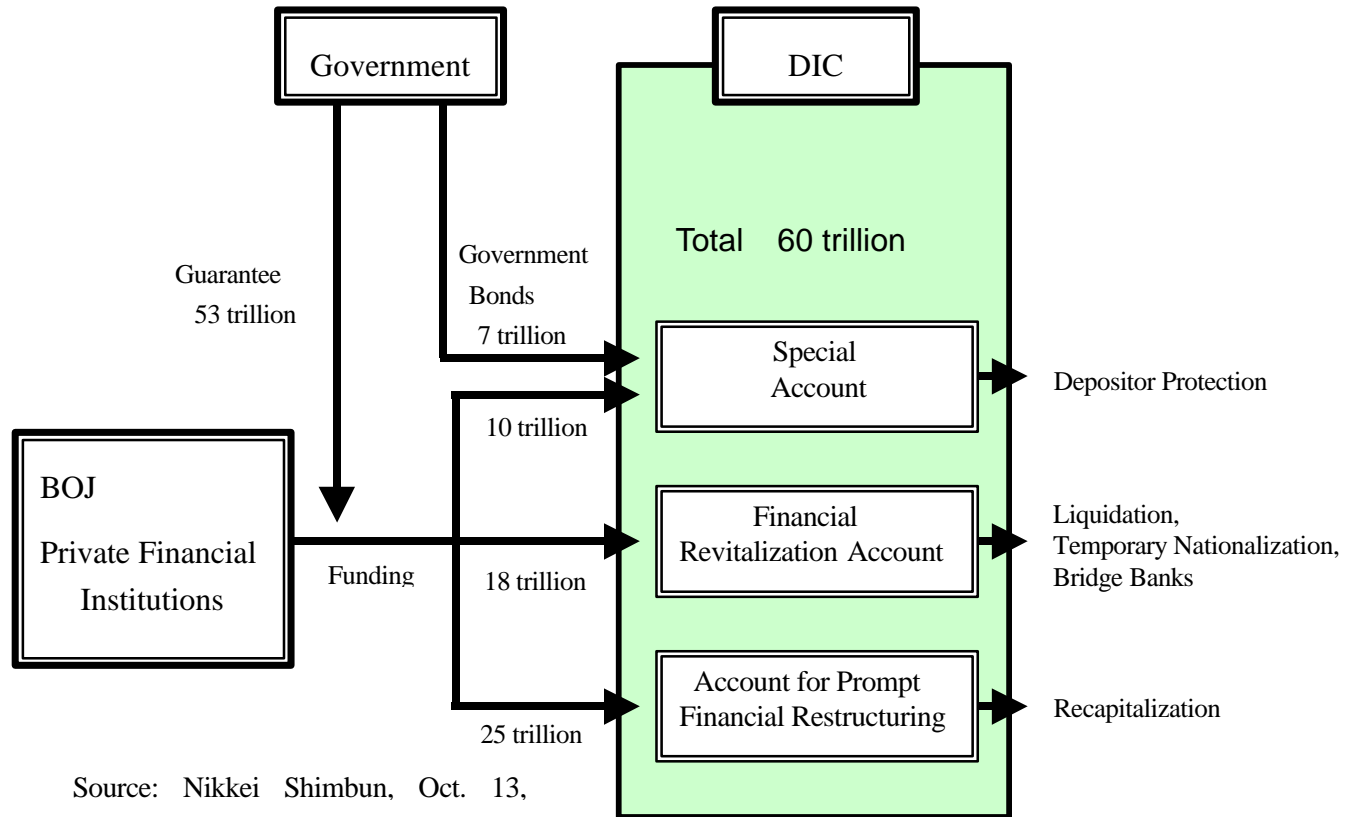 Government
DIC
Total 60 trillion
Guarantee
53 trillion
Government
Bonds
7 trillion
Special
Account
Depositor Protection
10 trillion
BOJ
Private Financial
Institutions
Funding
18 trillion
Financial
Revitalization Account
Liquidation,
Temporary Nationalization,
Bridge Banks
Account for Prompt
Financial Restructuring
Recapitalization
25 trillion
Source: Nikkei Shimbun, Oct. 13,